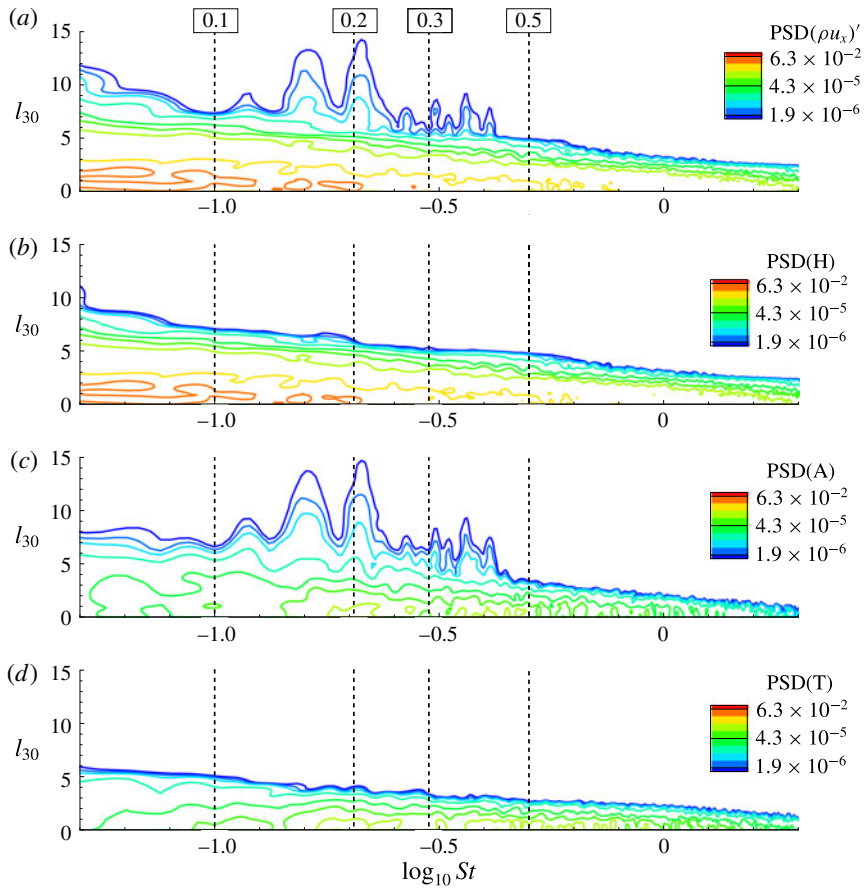 (a)
0.1
0.2
0.3
0.5
PSD(ρu_x)′
6.3 × 10⁻²
4.3 × 10⁻⁵
1.9 × 10⁻⁶
15
10
l₃₀
5
0
−1.0
−0.5
0
(b)
PSD(H)
6.3 × 10⁻²
4.3 × 10⁻⁵
1.9 × 10⁻⁶
15
10
l₃₀
5
0
−1.0
−0.5
0
(c)
PSD(A)
6.3 × 10⁻²
4.3 × 10⁻⁵
1.9 × 10⁻⁶
15
10
l₃₀
5
0
−1.0
−0.5
0
(d)
PSD(T)
6.3 × 10⁻²
4.3 × 10⁻⁵
1.9 × 10⁻⁶
15
10
l₃₀
5
0
−1.0
−0.5
0
log₁₀ St